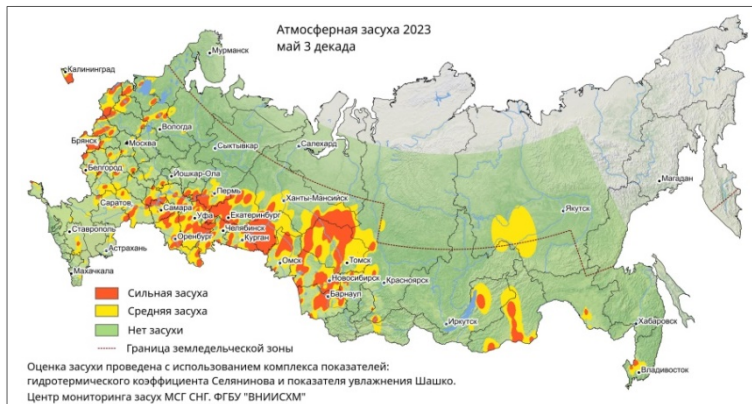 Атмосферная засуха 2023
май 3 декада
Мурманск
Калининград
Вологда
Сыктывкар
Салехард
Магадан
Брянск
Москва
Белгород
Йошкар-Ола
Пермь
Ханты-Мансийск
Якутск
Саратов
Самара
Уфа
Екатеринбург
Челябинск
Ставрополь
Оренбург
Курган
Астрахань
Омск
Томск
Махачкала
Новосибирск
Красноярск
Барнаул
Иркутск
Хабаровск
Владивосток
Сильная засуха
Средняя засуха
Нет засухи
Граница земледельческой зоны
Оценка засухи проведена с использованием комплекса показателей:
гидротермического коэффициента Селянинова и показателя увлажнения Шашко.
Центр мониторинга засух МСГ СНГ. ФГБУ "ВНИИСХМ"